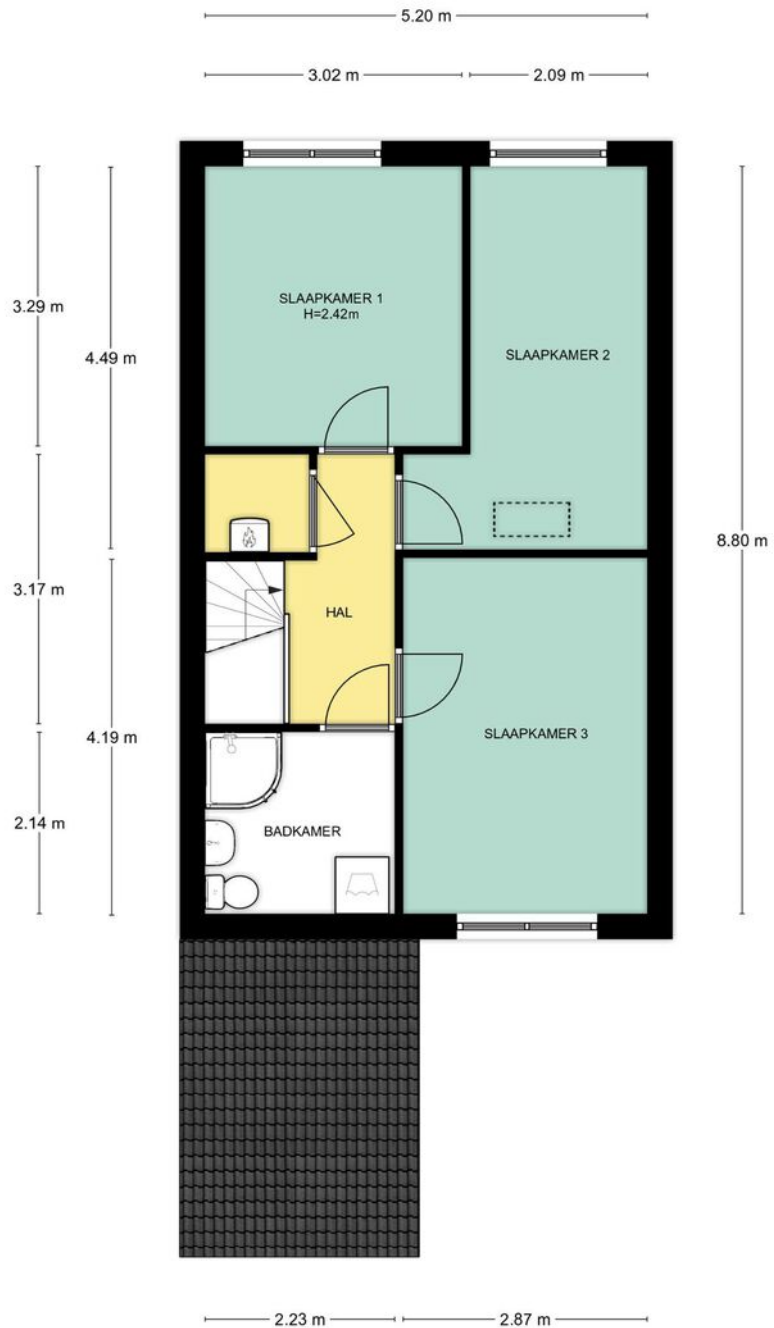 5.20 m
3.02 m
2.09 m
3.29 m
4.49 m
SLAAPKAMER 1
H=2.42m
SLAAPKAMER 2
8.80 m
3.17 m
HAL
4.19 m
SLAAPKAMER 3
2.14 m
BADKAMER
2.23 m
2.87 m